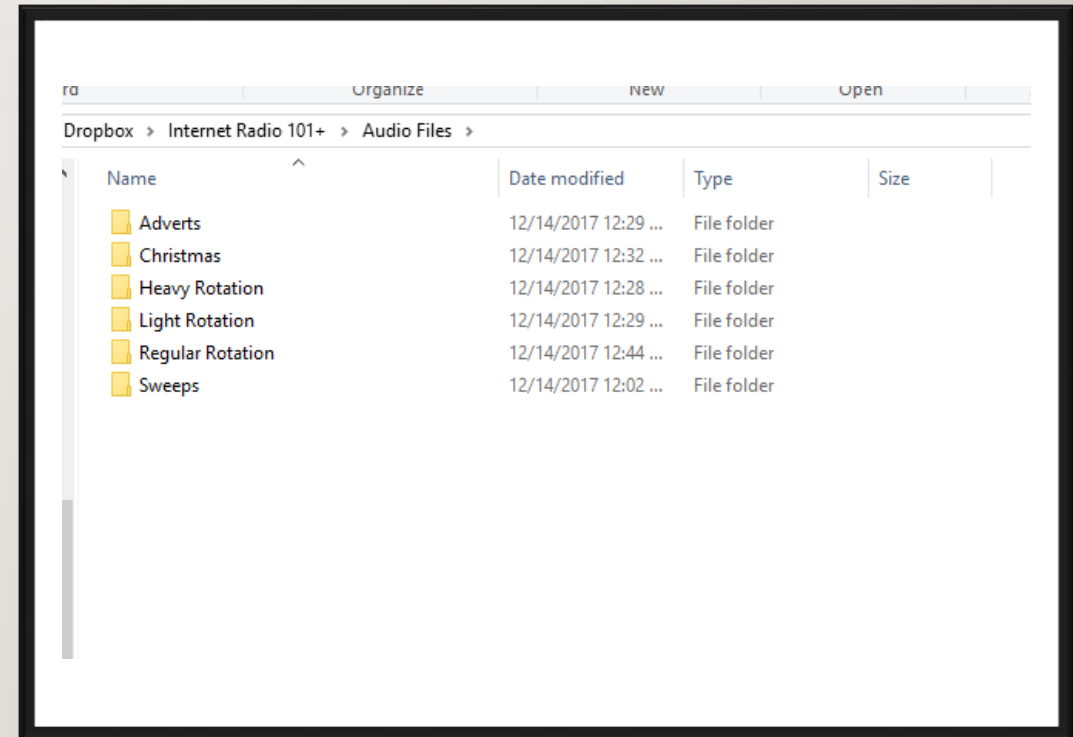 rd Organize New Open
Dropbox > Internet Radio 101+ > Audio Files >
Name Date modified Type Size
Adverts 12/14/2017 12:29 ... File folder
Christmas 12/14/2017 12:32 ... File folder
Heavy Rotation 12/14/2017 12:28 ... File folder
Light Rotation 12/14/2017 12:29 ... File folder
Regular Rotation 12/14/2017 12:44 ... File folder
Sweeps 12/14/2017 12:02 ... File folder